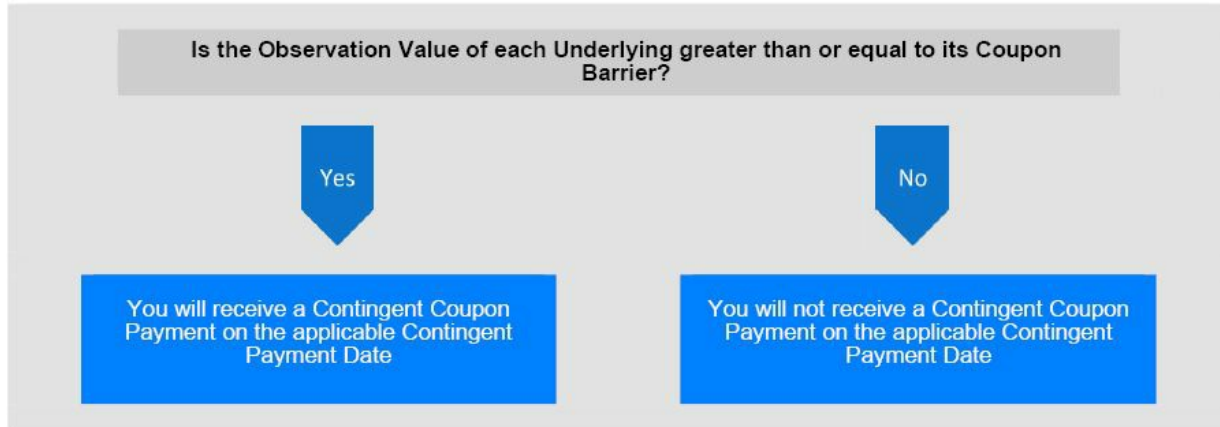 Is the Observation Value of each Underlying greater than or equal to its Coupon
Barrier?
Yes
No
You will receive a Contingent Coupon
Payment on the applicable Contingent
Payment Date
You will not receive a Contingent Coupon
Payment on the applicable Contingent
Payment Date